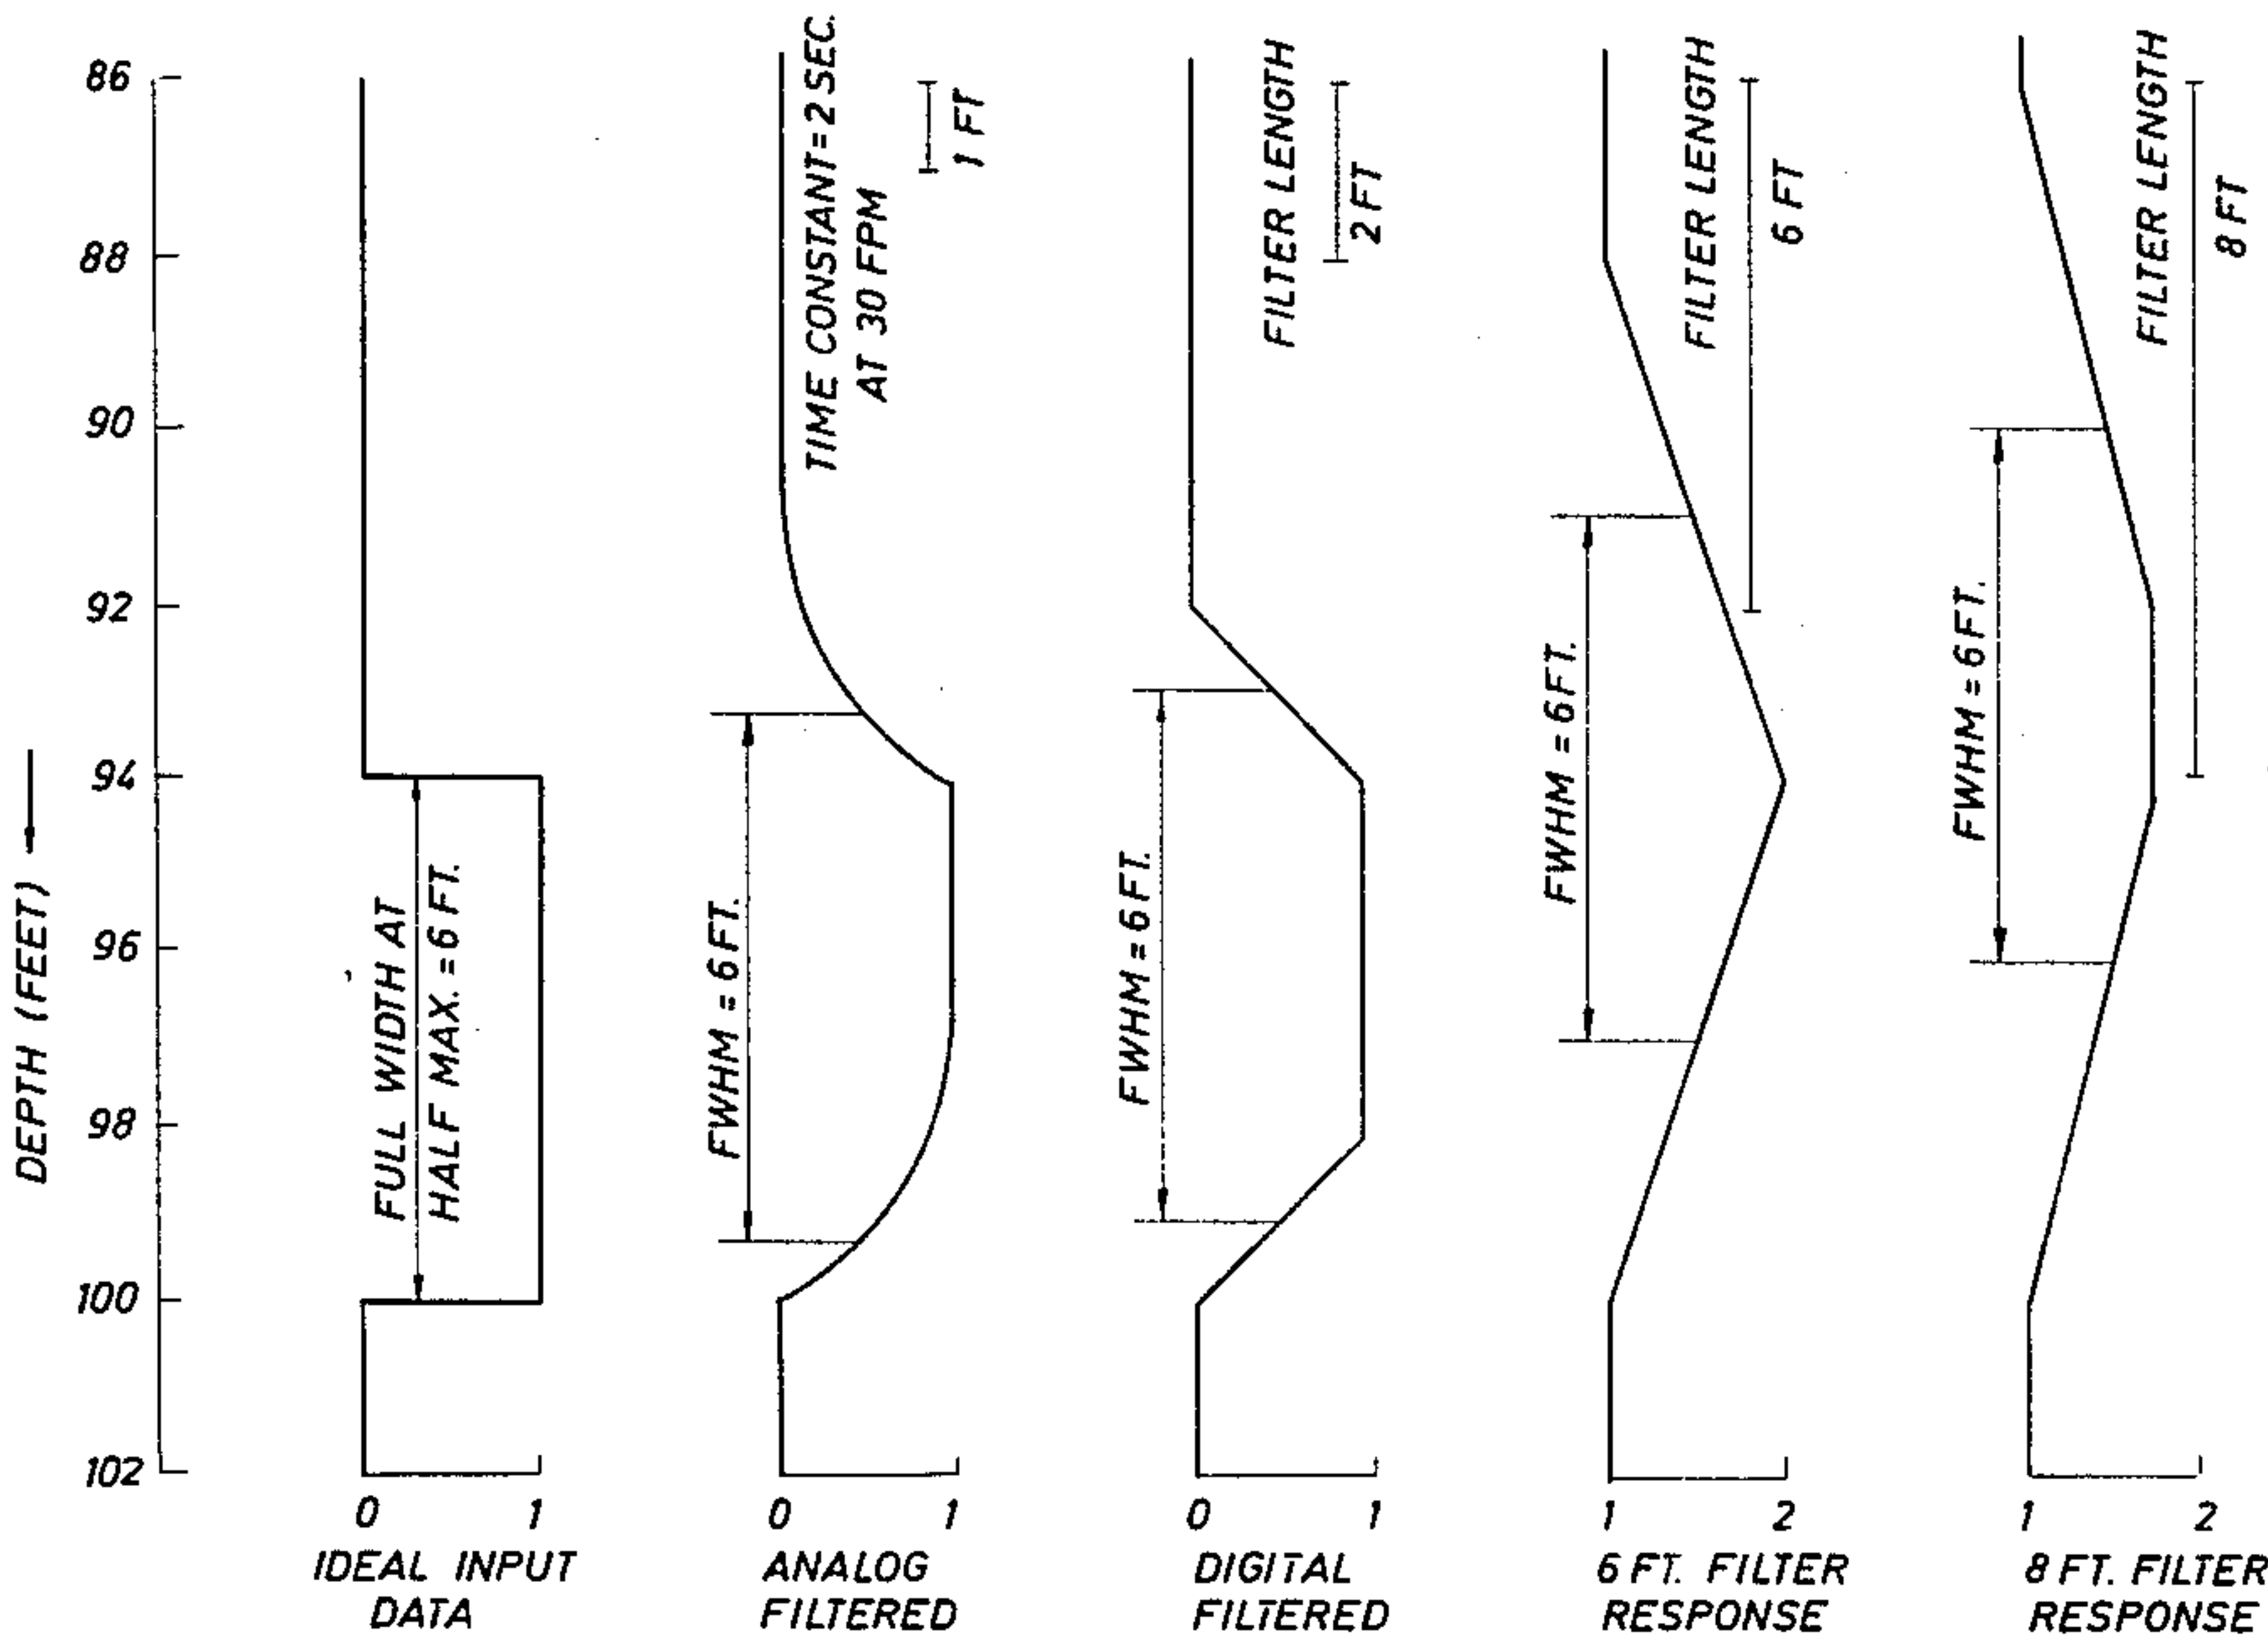 DEPTH (FEET)
86
88
90
92
94
96
98
100
102
FULL WIDTH AT
HALF MAX. = 6 FT.
0 1
IDEAL INPUT
DATA
TIME CONSTANT = 2 SEC.
AT 30 FPM
1 FT
FWHM = 6 FT.
0 1
ANALOG
FILTERED
FILTER LENGTH
2 FT
FWHM = 6 FT.
0 1
DIGITAL
FILTERED
FILTER LENGTH
6 FT
FWHM = 6 FT.
1 2
6 FT. FILTER
RESPONSE
FILTER LENGTH
8 FT
FWHM = 6 FT.
1 2
8 FT. FILTER
RESPONSE